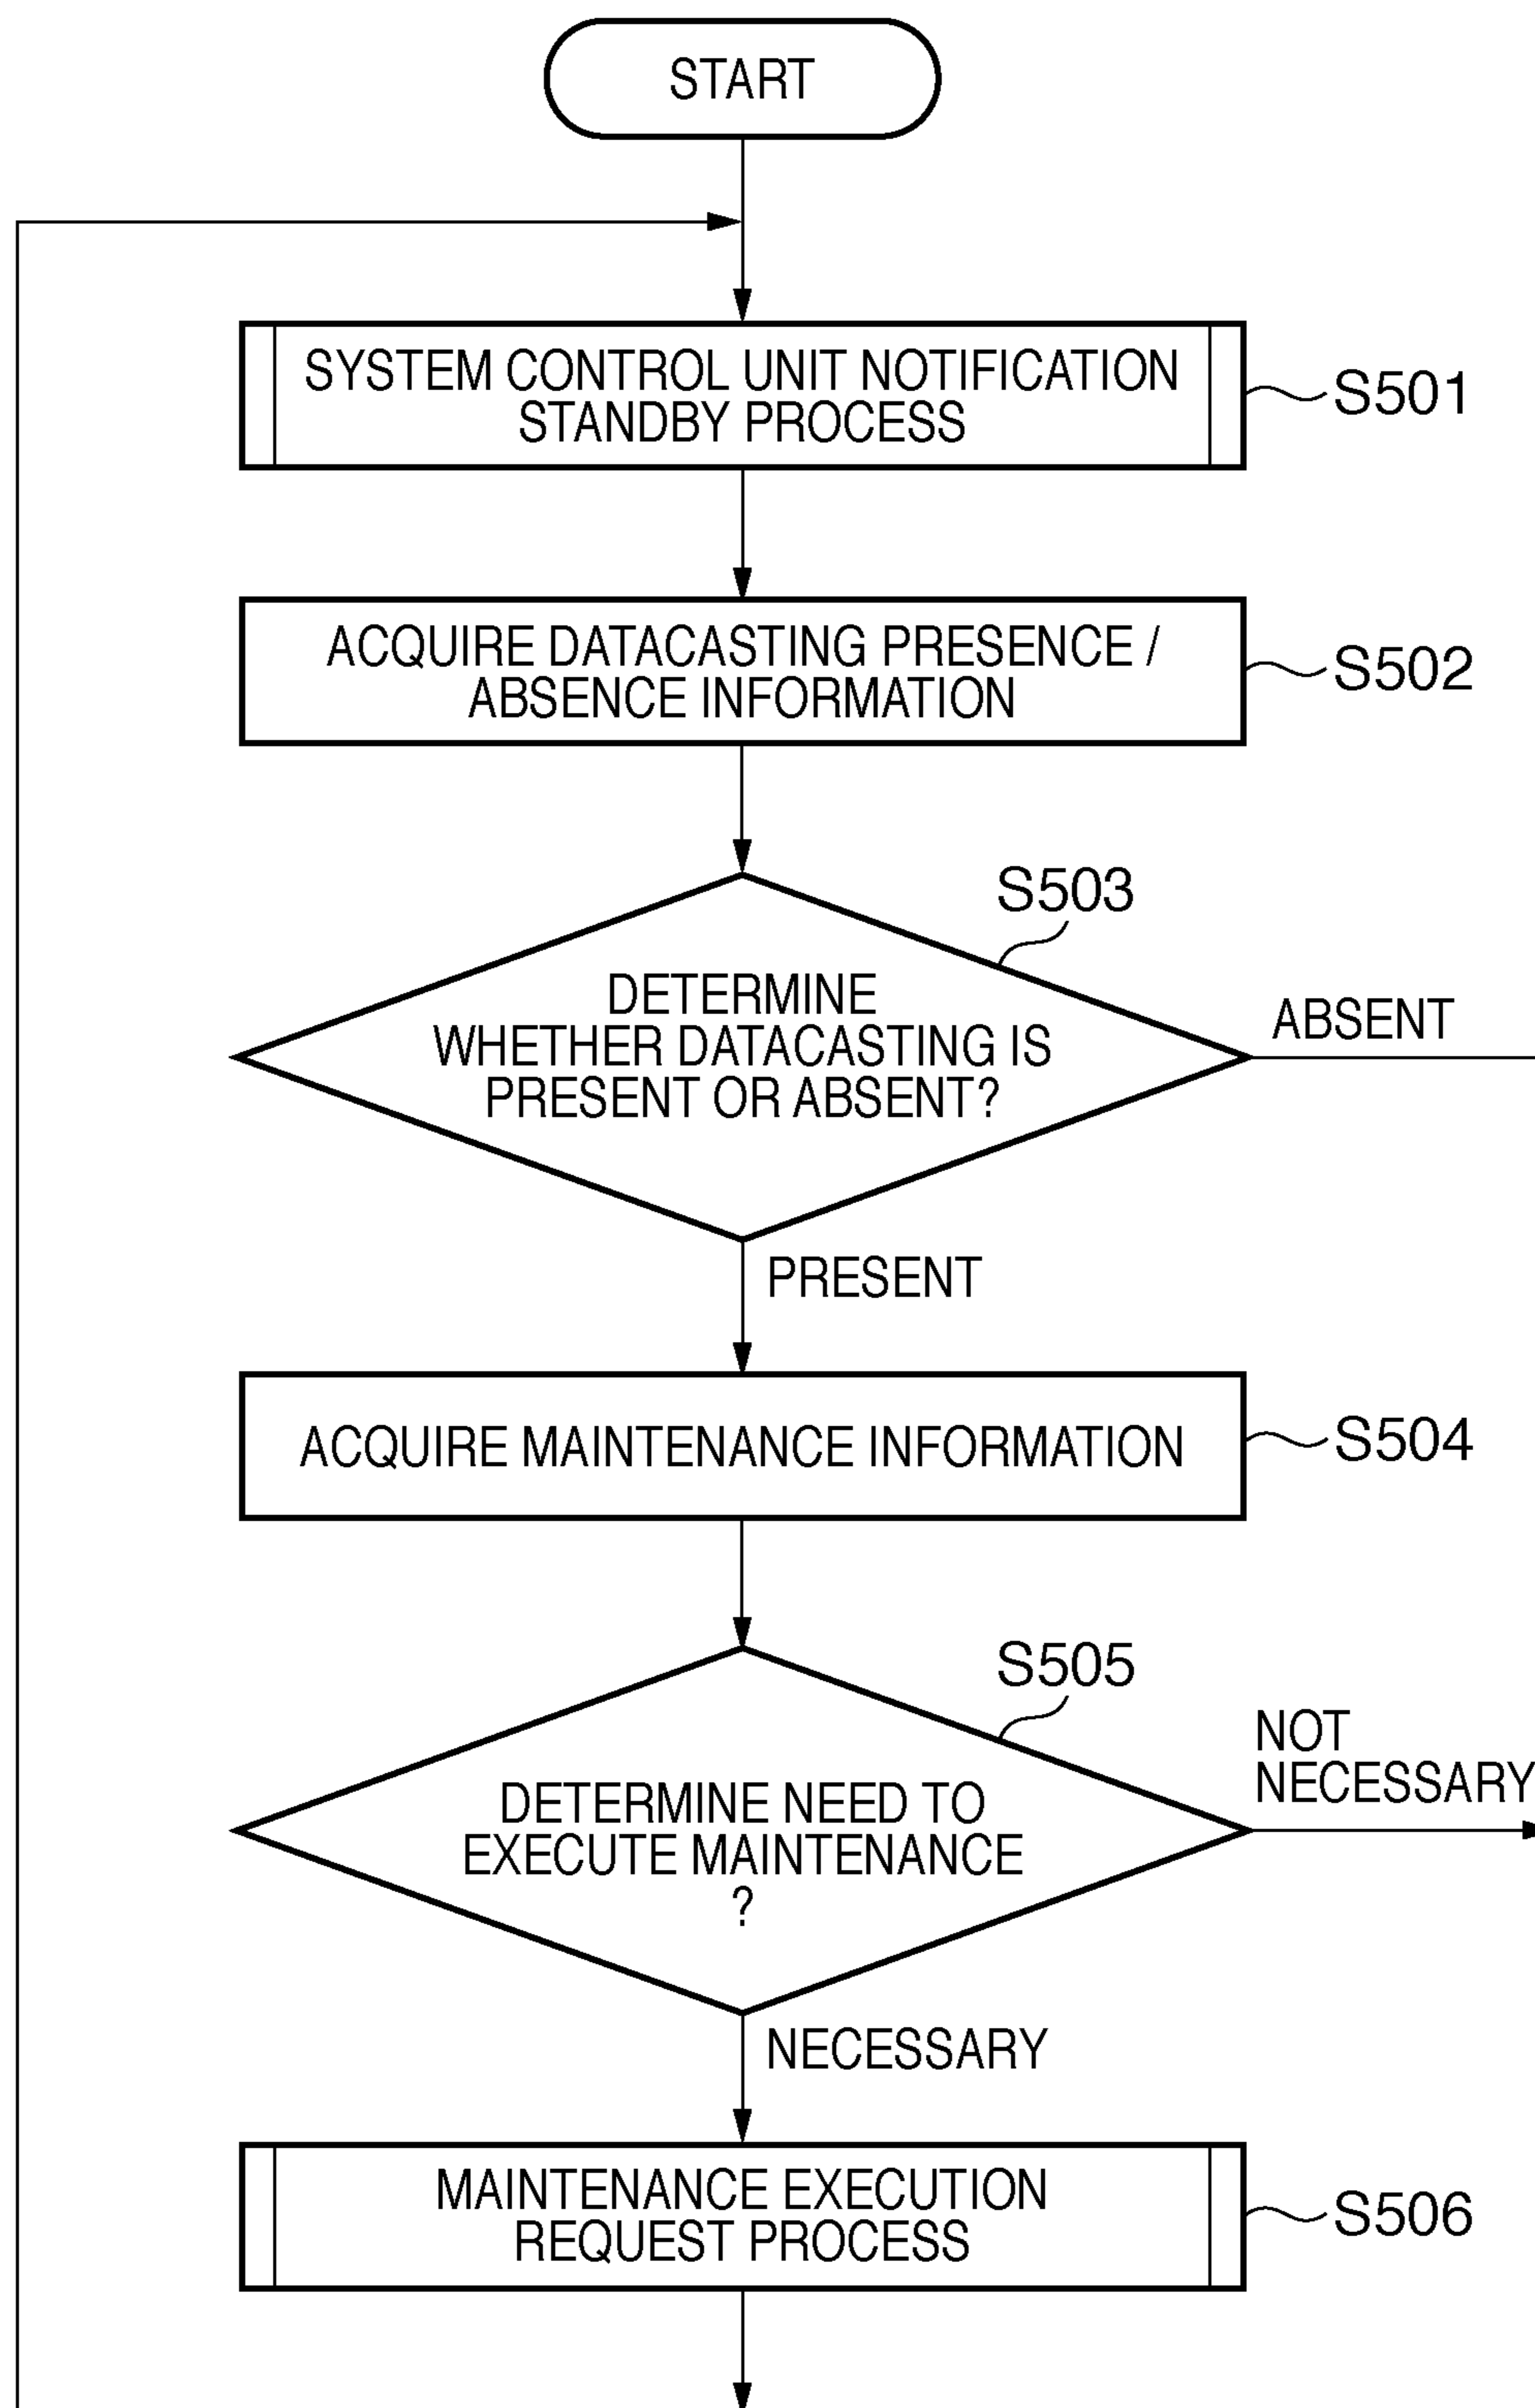 START
SYSTEM CONTROL UNIT NOTIFICATION
STANDBY PROCESS
S501
ACQUIRE DATACASTING PRESENCE /
ABSENCE INFORMATION
S502
S503
DETERMINE
WHETHER DATACASTING IS
PRESENT OR ABSENT?
ABSENT
PRESENT
ACQUIRE MAINTENANCE INFORMATION
S504
S505
DETERMINE NEED TO
EXECUTE MAINTENANCE
?
NOT
NECESSARY
NECESSARY
MAINTENANCE EXECUTION
REQUEST PROCESS
S506